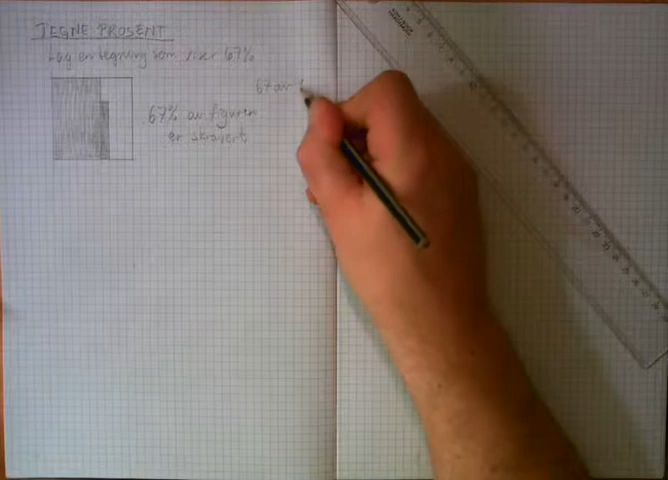 TEGNE PROSENT
Lag en tegning som viser 67%
67 av
67% av figuren
er skravert